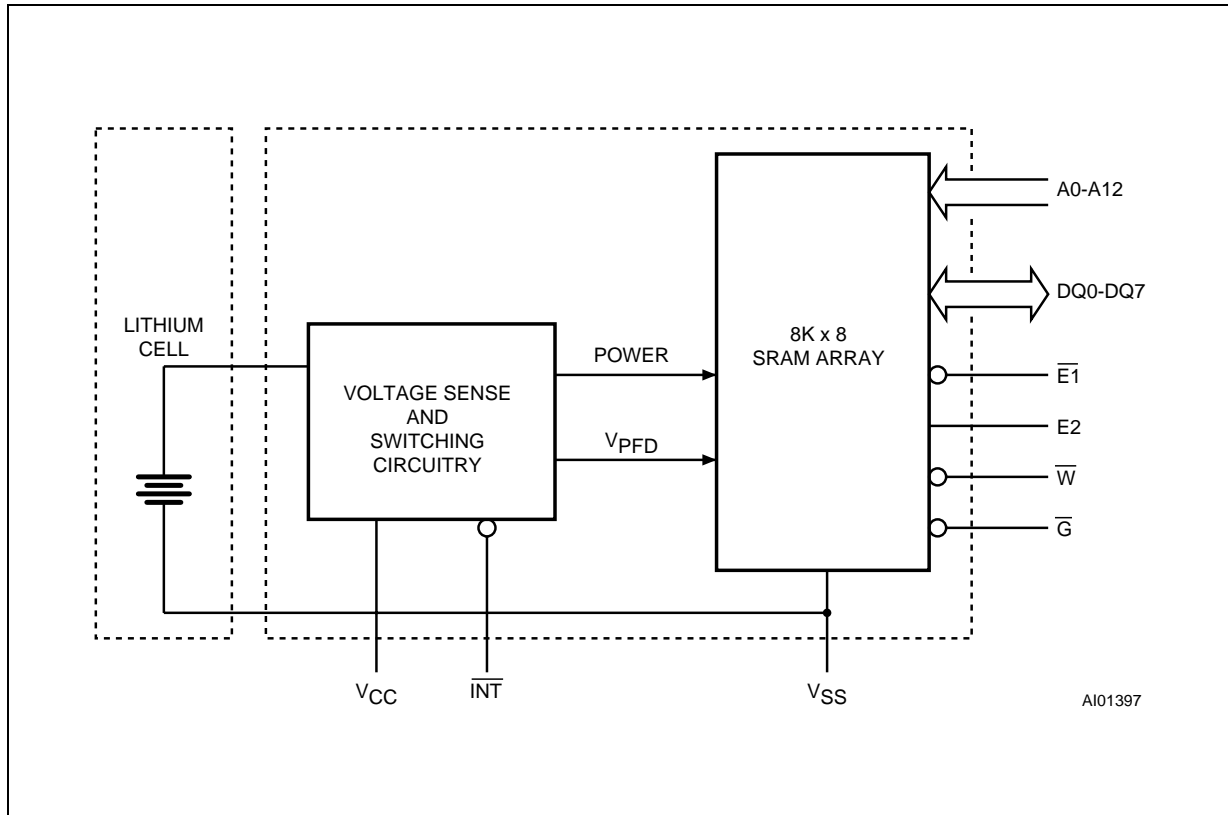 LITHIUM
CELL
VOLTAGE SENSE
AND
SWITCHING
CIRCUITRY
POWER
VPFD
8K x 8
SRAM ARRAY
A0-A12
DQ0-DQ7
E1
E2
W
G
VCC
INT
VSS
AI01397